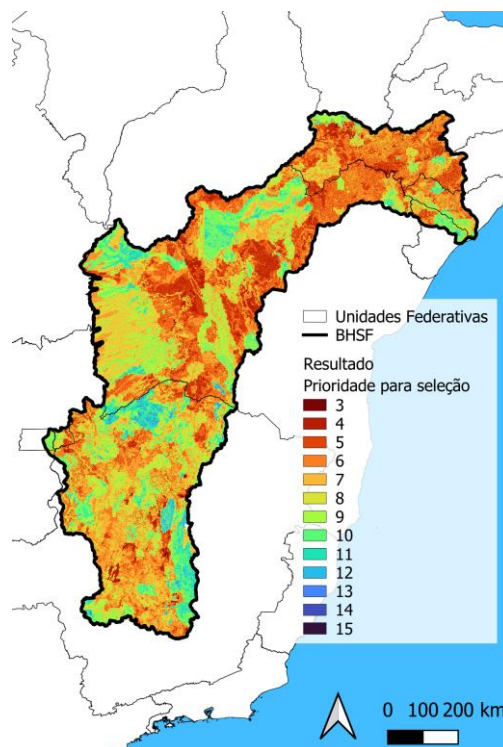 Unidades Federativas
BHSF
Resultado
Prioridade para seleção
3
4
5
6
7
8
9
10
11
12
13
14
15
0 100 200 km